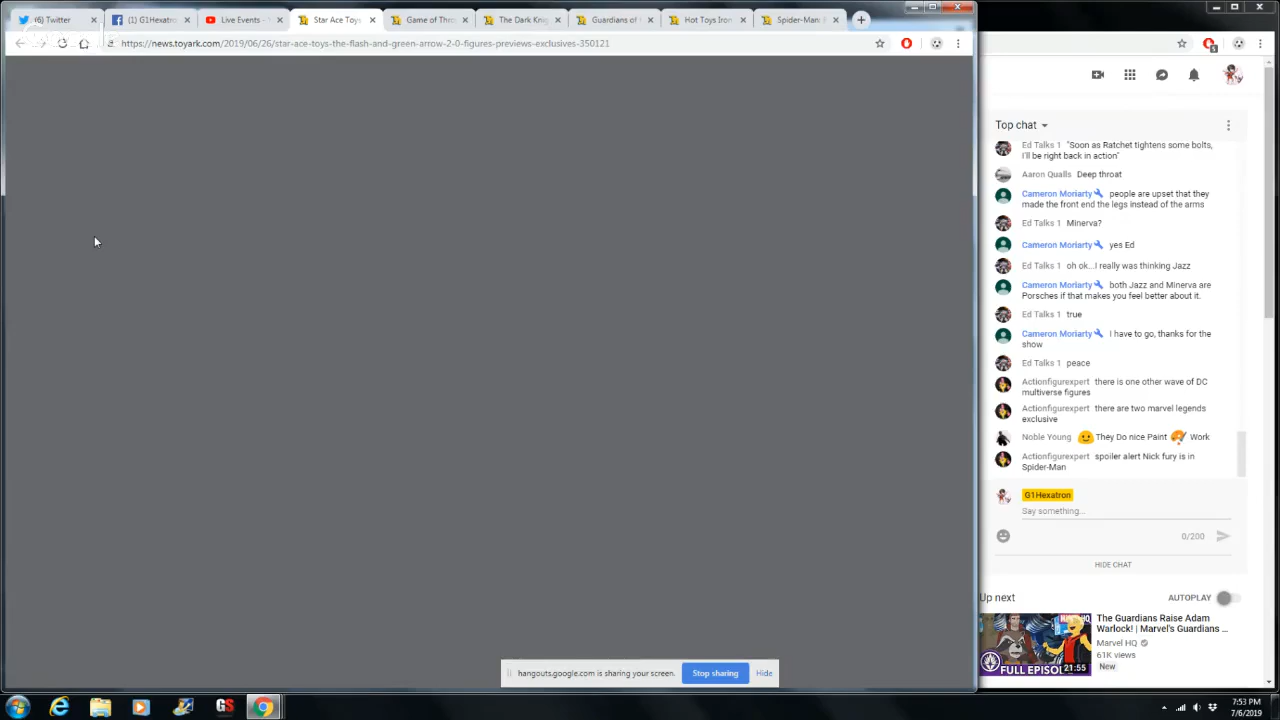 (6) Twitter
(1) G1Hexatro
Live Events - Y
Star Ace Toys
Game of Thro
The Dark Knig
Guardians of
Hot Toys Iron
Spider-Man:
https://news.toyark.com/2019/06/26/star-ace-toys-the-flash-and-green-arrow-2-0-figures-previews-exclusives-350121
Top chat
Ed Talks 1 "Soon as Ratchet tightens some bolts,
I'll be right back in action"
Aaron Qualls Deep throat
Cameron Moriarty people are upset that they
made the front end the legs instead of the arms
Ed Talks 1 Minerva?
Cameron Moriarty yes Ed
Ed Talks 1 oh ok...I really was thinking Jazz
Cameron Moriarty both Jazz and Minerva are
Porsches if that makes you feel better about it.
Ed Talks 1 true
Cameron Moriarty I have to go, thanks for the
show
Ed Talks 1 peace
Actionfigurexpert there is one other wave of DC
multiverse figures
Actionfigurexpert there are two marvel legends
exclusive
Noble Young They Do nice Paint Work
Actionfigurexpert spoiler alert Nick fury is in
Spider-Man
G1Hexatron
Say something...
0/200
HIDE CHAT
Up next
AUTOPLAY
The Guardians Raise Adam
Warlock! | Marvel's Guardians ...
Marvel HQ
61K views
New
FULL EPISO
21:55
hangouts.google.com is sharing your screen.
Stop sharing
Hide
GS
7:53 PM
7/6/2019